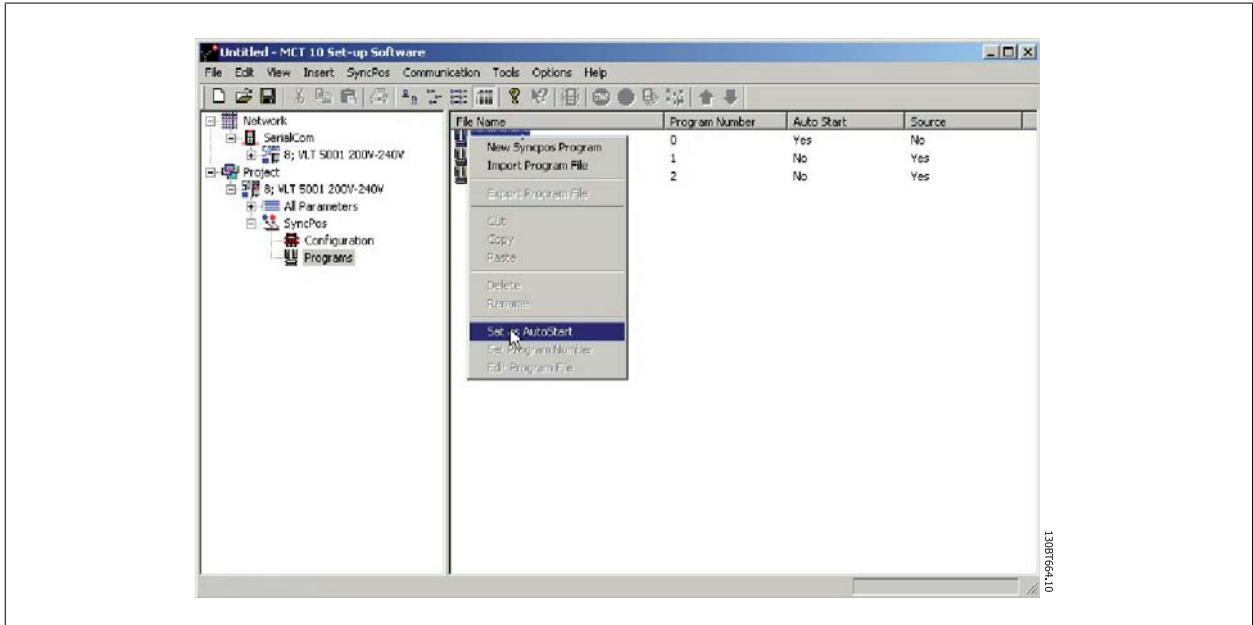 Untitled - MCT 10 Set-up Software
File Edit View Insert SyncPos Communication Tools Options Help
Network
SerialCom
8; VLT 5001 200V-240V
Project
8; VLT 5001 200V-240V
All Parameters
SyncPos
Configuration
Programs
File Name Program Number Auto Start Source
0 Yes No
1 No Yes
2 No Yes
New Syncpos Program
Import Program File
Export Program File
Cut
Copy
Paste
Delete
Rename
Set as AutoStart
Set Program Number
Edit Program File
130BT664.10